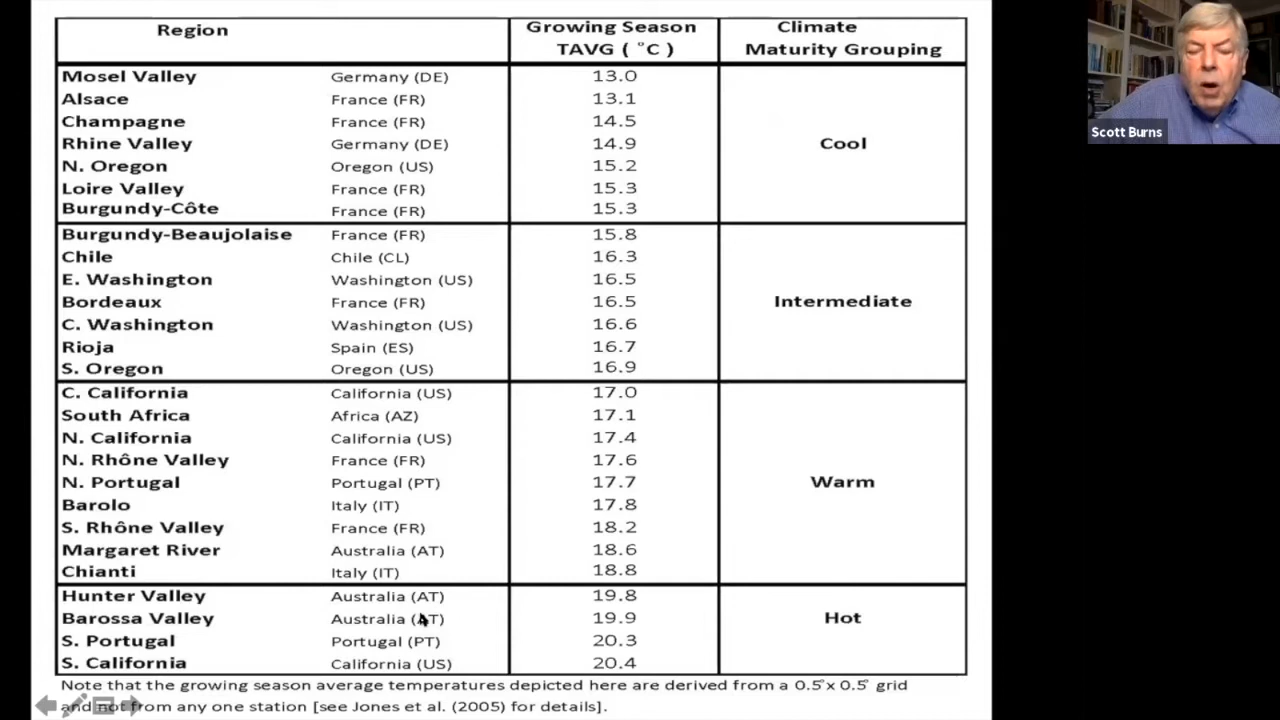 Region Growing Season TAVG ( °C ) Climate Maturity Grouping
Mosel Valley Germany (DE) 13.0
Alsace France (FR) 13.1
Champagne France (FR) 14.5
Rhine Valley Germany (DE) 14.9 Cool
N. Oregon Oregon (US) 15.2
Loire Valley France (FR) 15.3
Burgundy-Côte France (FR) 15.3
Burgundy-Beaujolaise France (FR) 15.8
Chile Chile (CL) 16.3
E. Washington Washington (US) 16.5
Bordeaux France (FR) 16.5 Intermediate
C. Washington Washington (US) 16.6
Rioja Spain (ES) 16.7
S. Oregon Oregon (US) 16.9
C. California California (US) 17.0
South Africa Africa (AZ) 17.1
N. California California (US) 17.4
N. Rhône Valley France (FR) 17.6
N. Portugal Portugal (PT) 17.7 Warm
Barolo Italy (IT) 17.8
S. Rhône Valley France (FR) 18.2
Margaret River Australia (AT) 18.6
Chianti Italy (IT) 18.8
Hunter Valley Australia (AT) 19.8
Barossa Valley Australia (AT) 19.9 Hot
S. Portugal Portugal (PT) 20.3
S. California California (US) 20.4
Note that the growing season average temperatures depicted here are derived from a 0.5°x 0.5° grid
and not from any one station [see Jones et al. (2005) for details].
Scott Burns